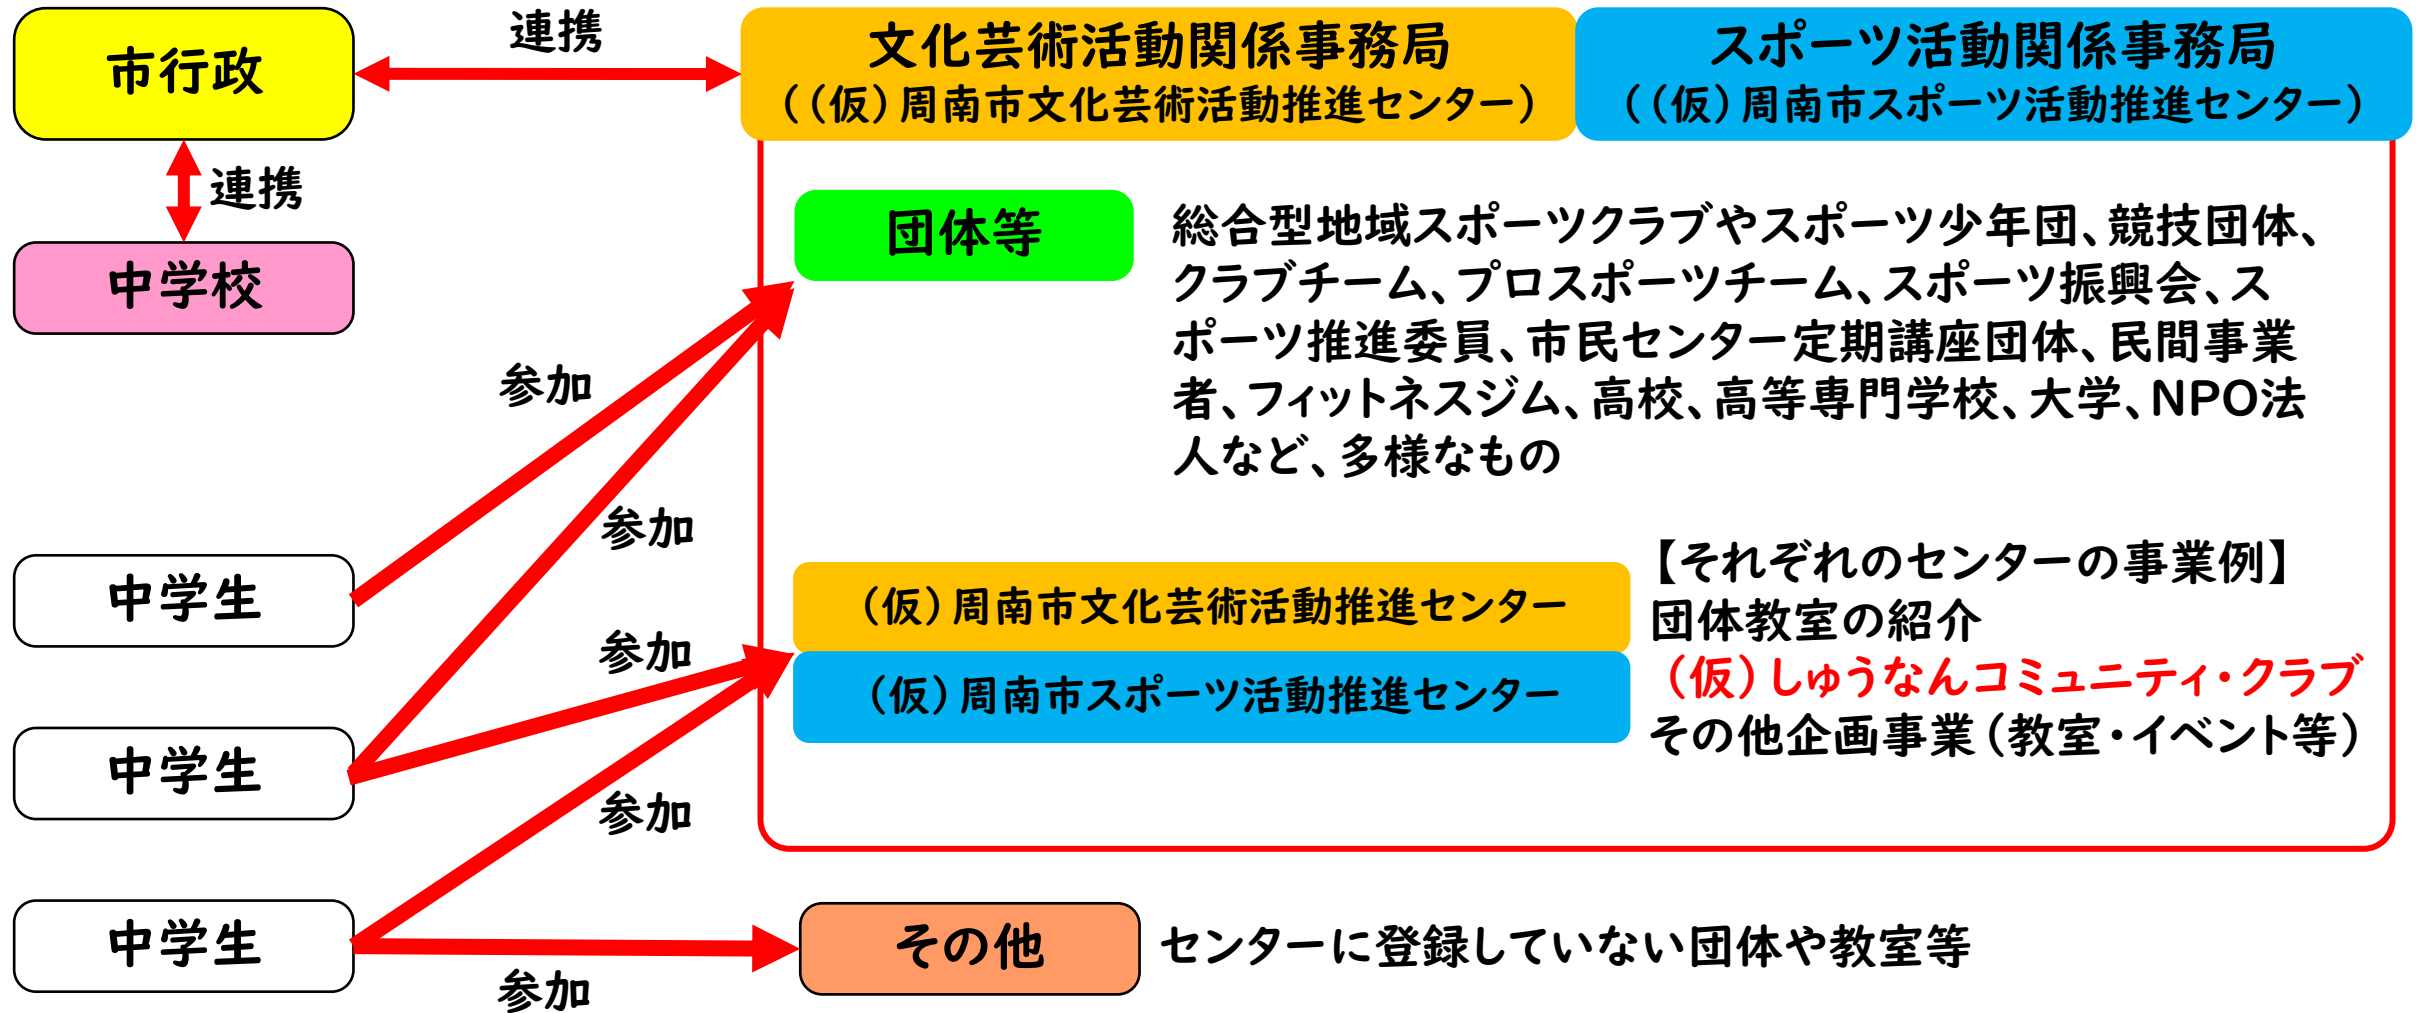 市行政
連携
文化芸術活動関係事務局
（（仮）周南市文化芸術活動推進センター）
スポーツ活動関係事務局
（（仮）周南市スポーツ活動推進センター）
連携
中学校
団体等
総合型地域スポーツクラブやスポーツ少年団、競技団体、
クラブチーム、プロスポーツチーム、スポーツ振興会、ス
ポーツ推進委員、市民センター定期講座団体、民間事業
者、フィットネスジム、高校、高等専門学校、大学、NPO法
人など、多様なもの
参加
参加
中学生
（仮）周南市文化芸術活動推進センター
（仮）周南市スポーツ活動推進センター
【それぞれのセンターの事業例】
団体教室の紹介
（仮）しゅうなんコミュニティ・クラブ
その他企画事業（教室・イベント等）
参加
中学生
参加
中学生
参加
その他
センターに登録していない団体や教室等